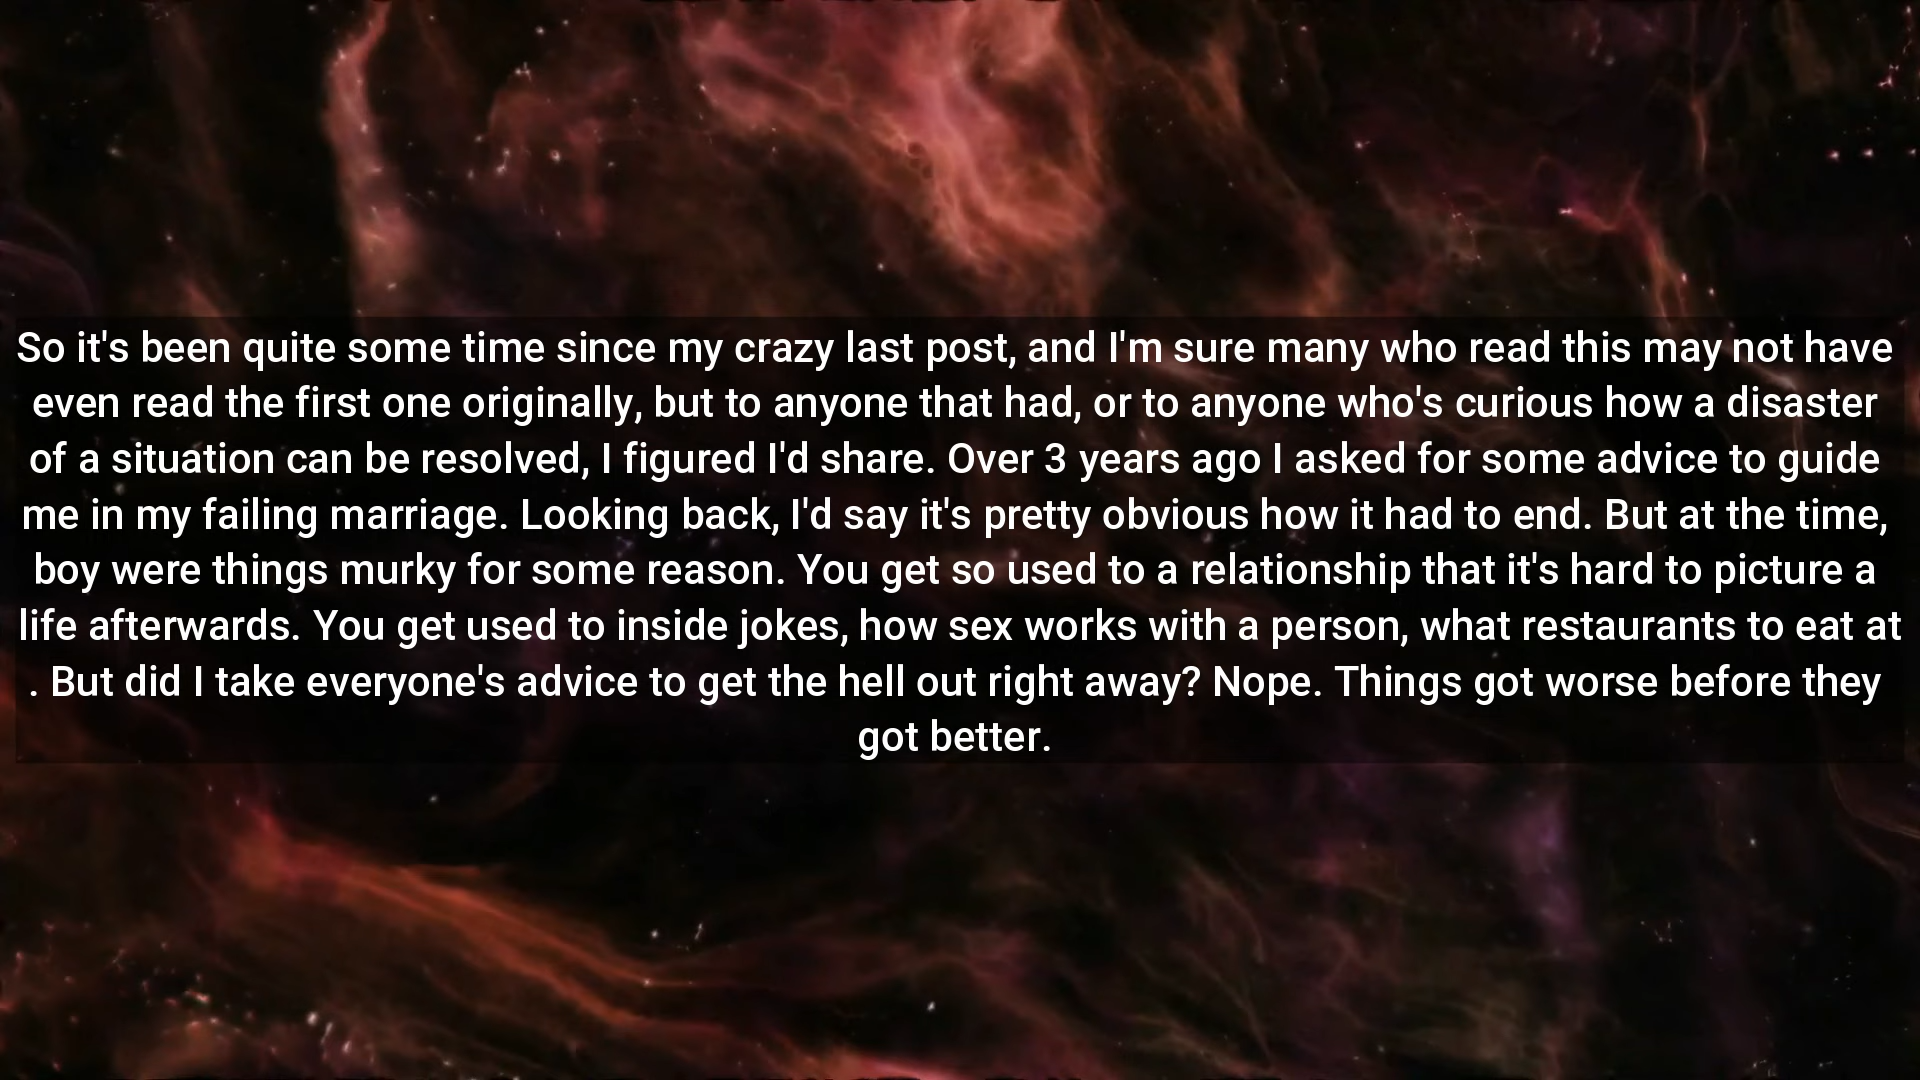 So it's been quite some time since my crazy last post, and I'm sure many who read this may not have
even read the first one originally, but to anyone that had, or to anyone who's curious how a disaster
of a situation can be resolved, I figured I'd share. Over 3 years ago I asked for some advice to guide
me in my failing marriage. Looking back, I'd say it's pretty obvious how it had to end. But at the time,
boy were things murky for some reason. You get so used to a relationship that it's hard to picture a
life afterwards. You get used to inside jokes, how sex works with a person, what restaurants to eat at
. But did I take everyone's advice to get the hell out right away? Nope. Things got worse before they
got better.